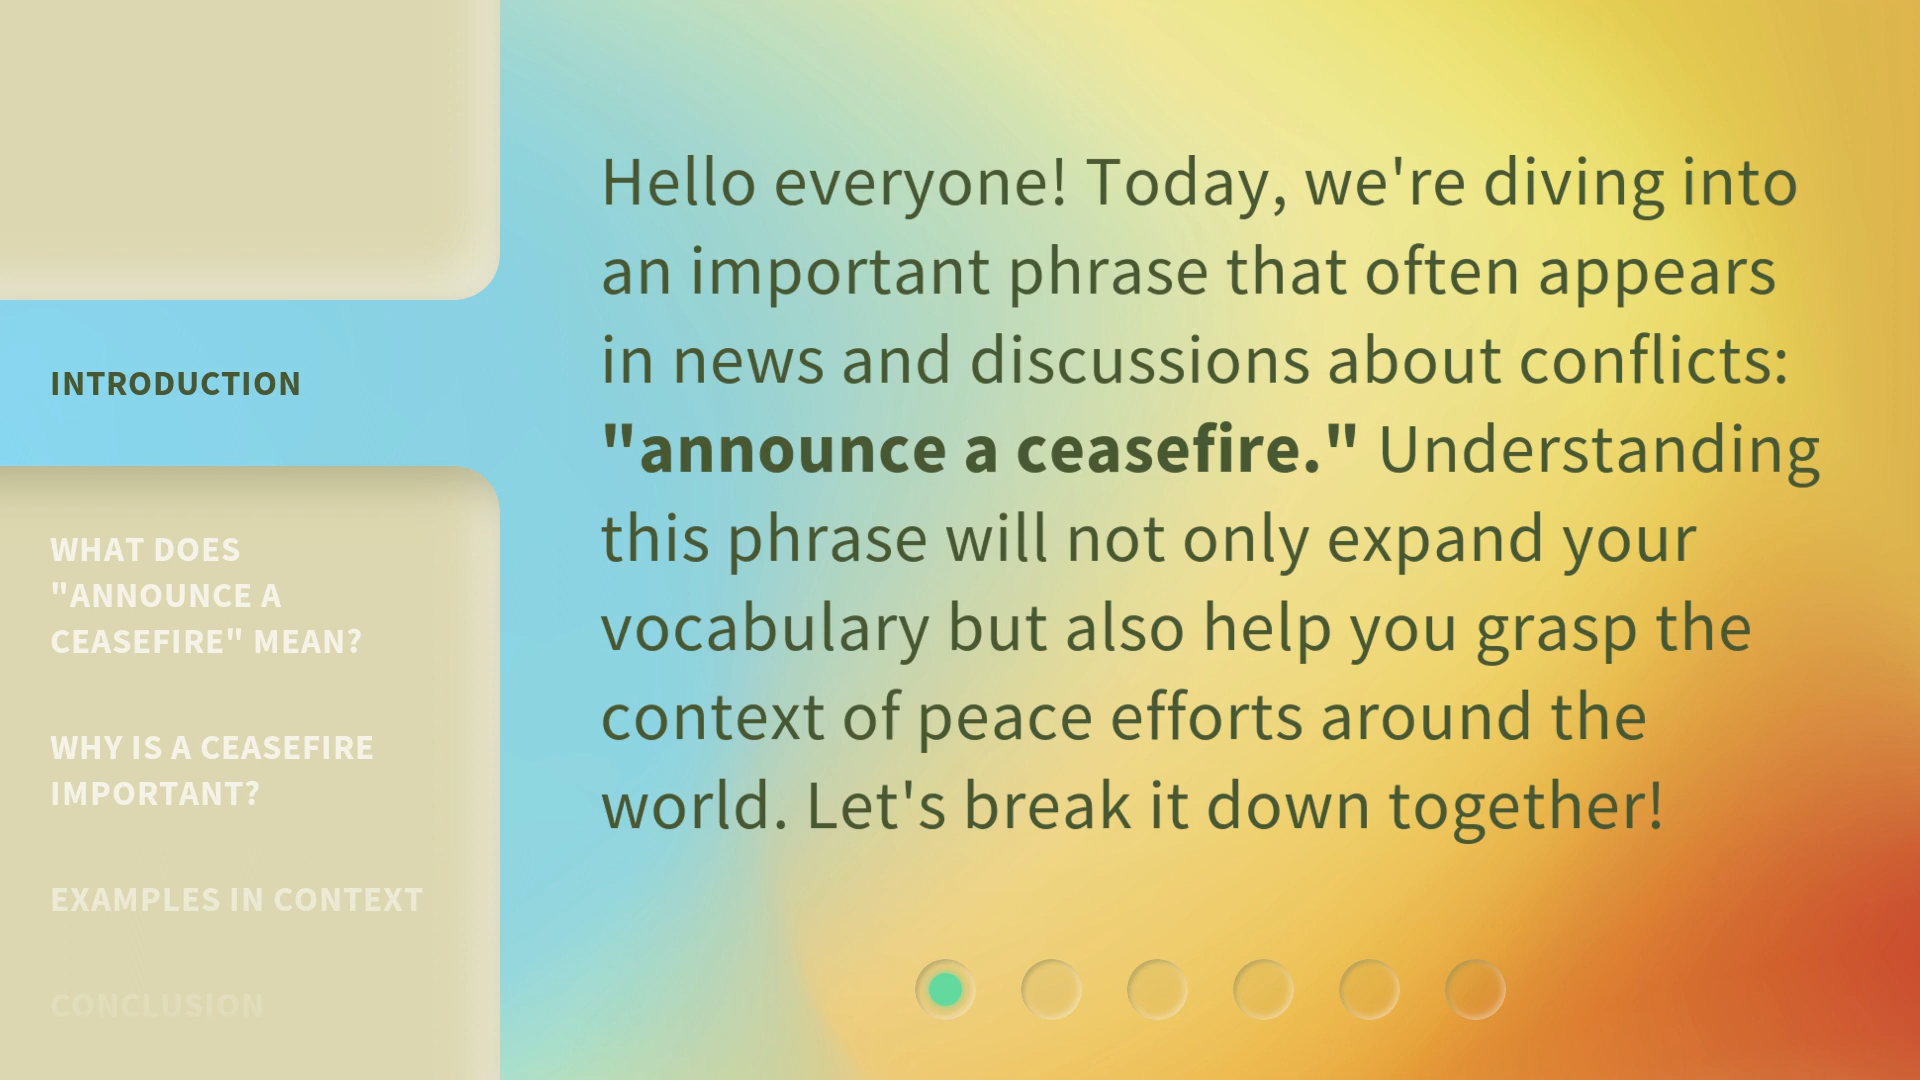 INTRODUCTION
WHAT DOES
"ANNOUNCE A
CEASEFIRE" MEAN?
WHY IS A CEASEFIRE
IMPORTANT?
EXAMPLES IN CONTEXT
CONCLUSION
Hello everyone! Today, we're diving into
an important phrase that often appears
in news and discussions about conflicts:
"announce a ceasefire." Understanding
this phrase will not only expand your
vocabulary but also help you grasp the
context of peace efforts around the
world. Let's break it down together!